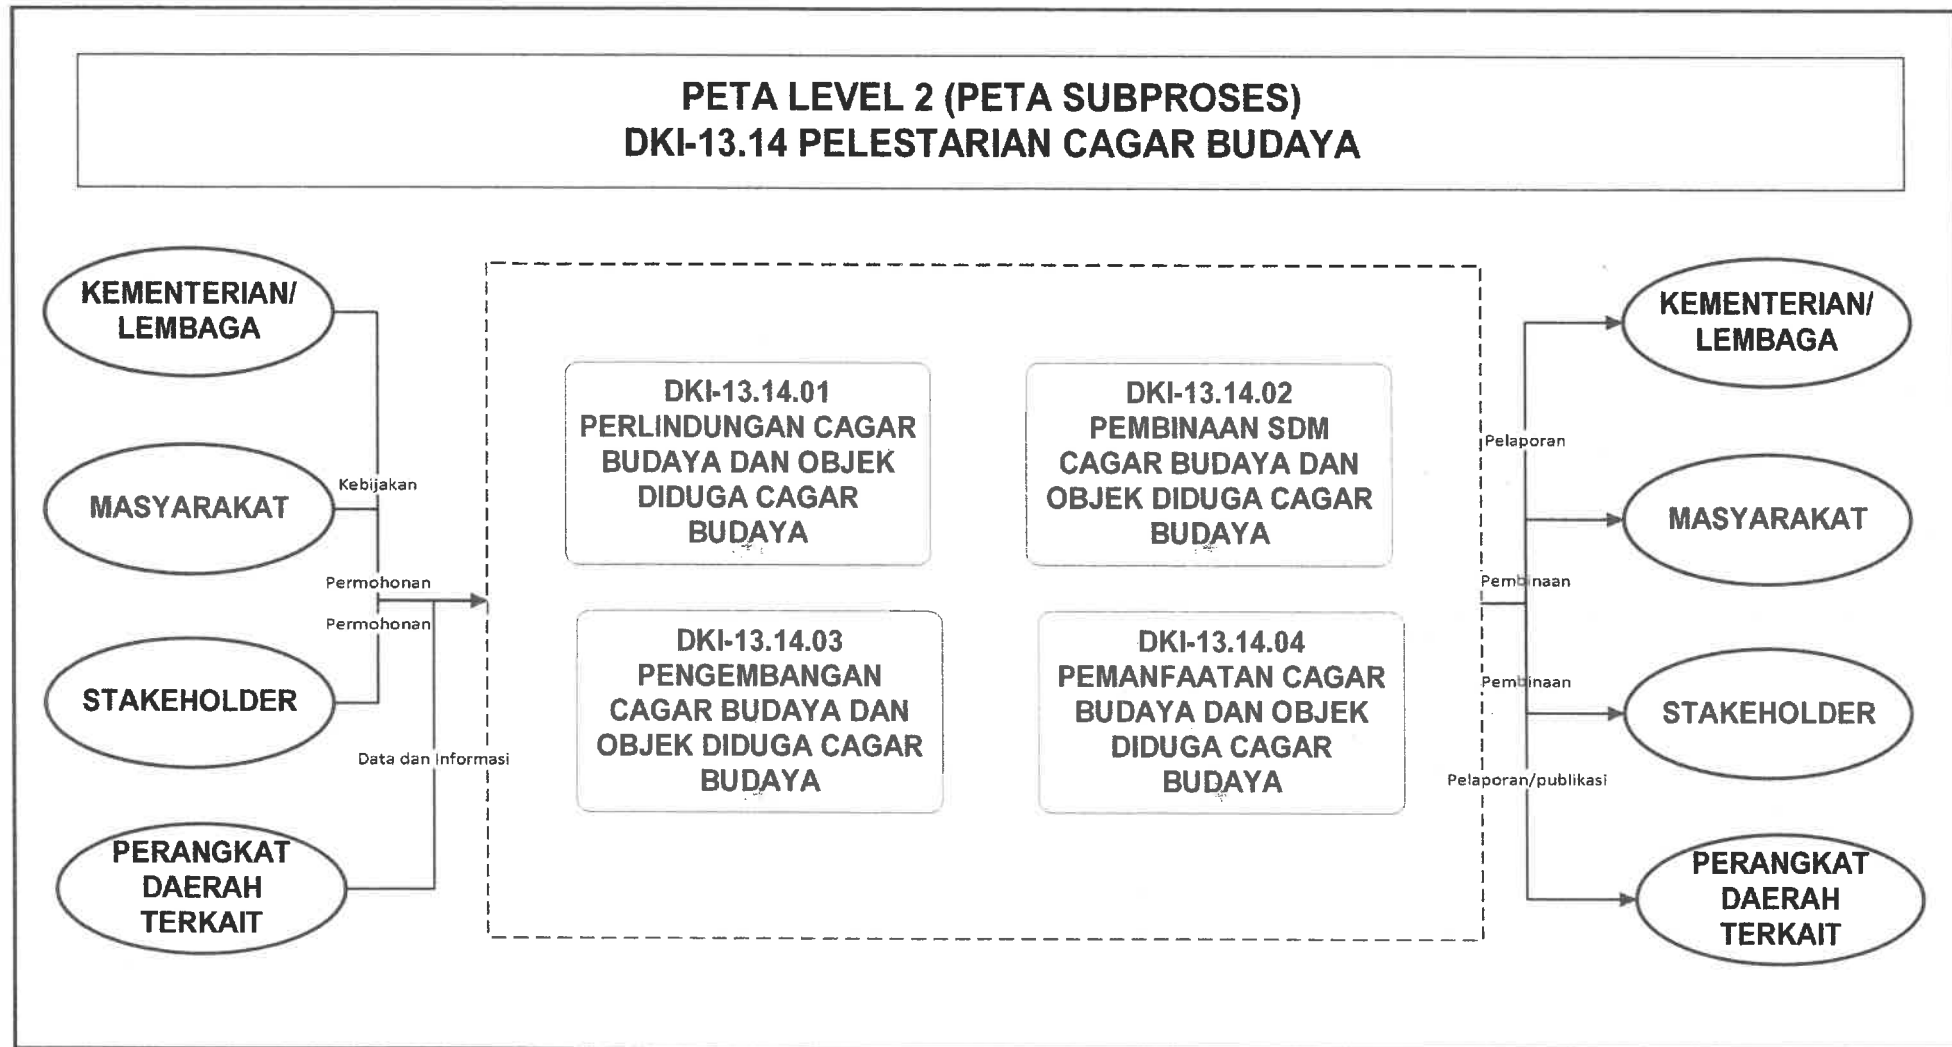 PETA LEVEL 2 (PETA SUBPROSES)
DKI-13.14 PELESTARIAN CAGAR BUDAYA
KEMENTERIAN/
LEMBAGA
MASYARAKAT
STAKEHOLDER
PERANGKAT
DAERAH
TERKAIT
Kebijakan
Permohonan
Permohonan
Data dan Informasi
DKI-13.14.01
PERLINDUNGAN CAGAR
BUDAYA DAN OBJEK
DIDUGA CAGAR
BUDAYA
DKI-13.14.02
PEMBINAAN SDM
CAGAR BUDAYA DAN
OBJEK DIDUGA CAGAR
BUDAYA
DKI-13.14.03
PENGEMBANGAN
CAGAR BUDAYA DAN
OBJEK DIDUGA CAGAR
BUDAYA
DKI-13.14.04
PEMANFAATAN CAGAR
BUDAYA DAN OBJEK
DIDUGA CAGAR
BUDAYA
Pelaporan
Pembinaan
Pembinaan
Pelaporan/publikasi
KEMENTERIAN/
LEMBAGA
MASYARAKAT
STAKEHOLDER
PERANGKAT
DAERAH
TERKAIT